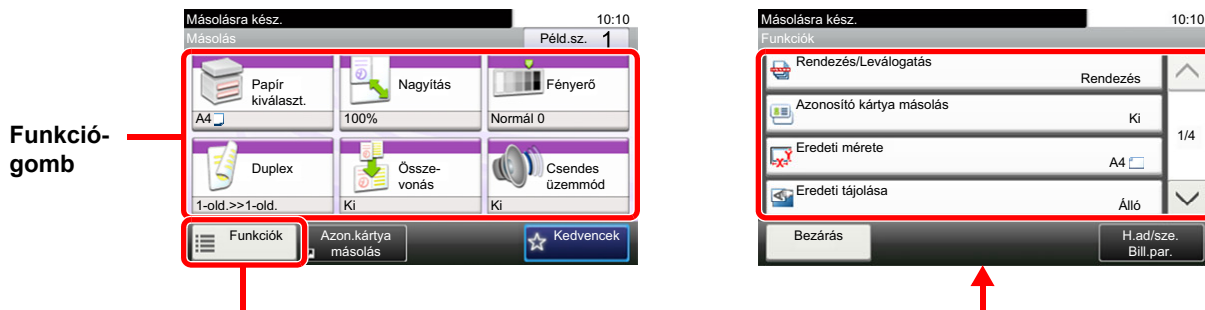 Funkció-
gomb
Másolásra kész. 10:10
Másolás Péld.sz. 1
Papír
kiválaszt.
A4
Nagyítás
100%
Fényerő
Normál 0
Duplex
1-old.>>1-old.
Össze-
vonás
Ki
Csendes
üzemmód
Ki
Funkciók
Azon.kártya
másolás
Kedvencek
Másolásra kész. 10:10
Funkciók
Rendezés/Leválogatás
Rendezés
Azonosító kártya másolás
Ki
Eredeti mérete
A4
Eredeti tájolása
Álló
1/4
Bezárás
H.ad/sze.
Bill.par.